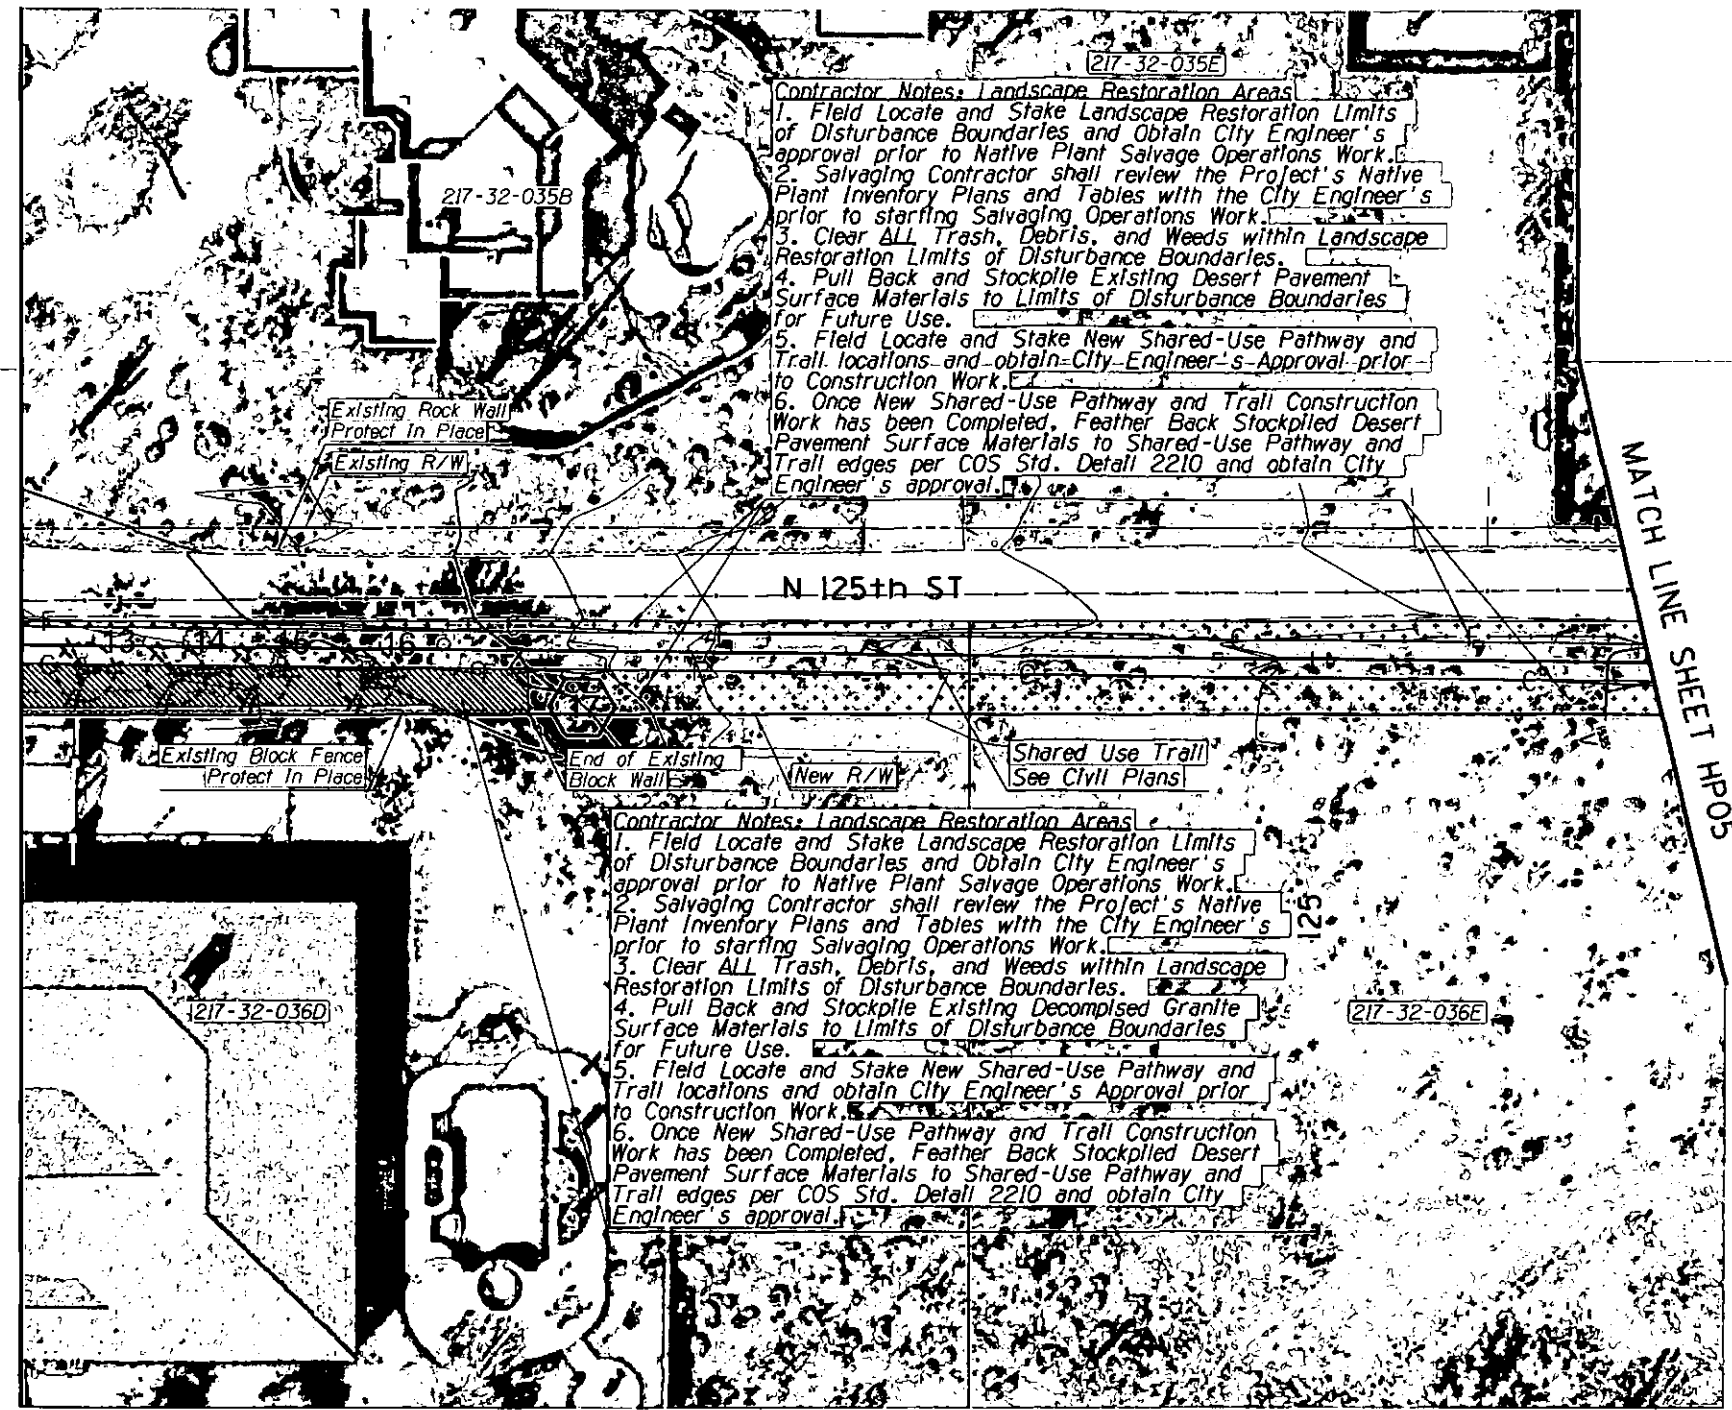 217-32-035E
Contractor Notes: Landscape Restoration Areas
1. Field Locate and Stake Landscape Restoration Limits
of Disturbance Boundaries and Obtain City Engineer's
approval prior to Native Plant Salvage Operations Work.
2. Salvaging Contractor shall review the Project's Native
Plant Inventory Plans and Tables with the City Engineer's
prior to starting Salvaging Operations Work.
3. Clear ALL Trash, Debris, and Weeds within Landscape
Restoration Limits of Disturbance Boundaries.
4. Pull Back and Stockpile Existing Desert Pavement
Surface Materials to Limits of Disturbance Boundaries
for Future Use.
5. Field Locate and Stake New Shared-Use Pathway and
Trail locations and obtain City Engineer's Approval prior
to Construction Work.
6. Once New Shared-Use Pathway and Trail Construction
Work has been Completed, Feather Back Stockpiled Desert
Pavement Surface Materials to Shared-Use Pathway and
Trail edges per COS Std. Detail 2210 and obtain City
Engineer's approval.
217-32-035B
Existing Rock Wall
Protect In Place
Existing R/W
MATCH LINE SHEET HP05
N 125th ST
13 14 15 16
Existing Block Fence
Protect In Place
End of Existing
Block Wall
New R/W
Shared Use Trail
See Civil Plans
Contractor Notes: Landscape Restoration Areas
1. Field Locate and Stake Landscape Restoration Limits
of Disturbance Boundaries and Obtain City Engineer's
approval prior to Native Plant Salvage Operations Work.
2. Salvaging Contractor shall review the Project's Native
Plant Inventory Plans and Tables with the City Engineer's
prior to starting Salvaging Operations Work.
3. Clear ALL Trash, Debris, and Weeds within Landscape
Restoration Limits of Disturbance Boundaries.
4. Pull Back and Stockpile Existing Decompised Granite
Surface Materials to Limits of Disturbance Boundaries
for Future Use.
5. Field Locate and Stake New Shared-Use Pathway and
Trail locations and obtain City Engineer's Approval prior
to Construction Work.
6. Once New Shared-Use Pathway and Trail Construction
Work has been Completed, Feather Back Stockpiled Desert
Pavement Surface Materials to Shared-Use Pathway and
Trail edges per COS Std. Detail 2210 and obtain City
Engineer's approval.
125
217-32-036D
217-32-036E